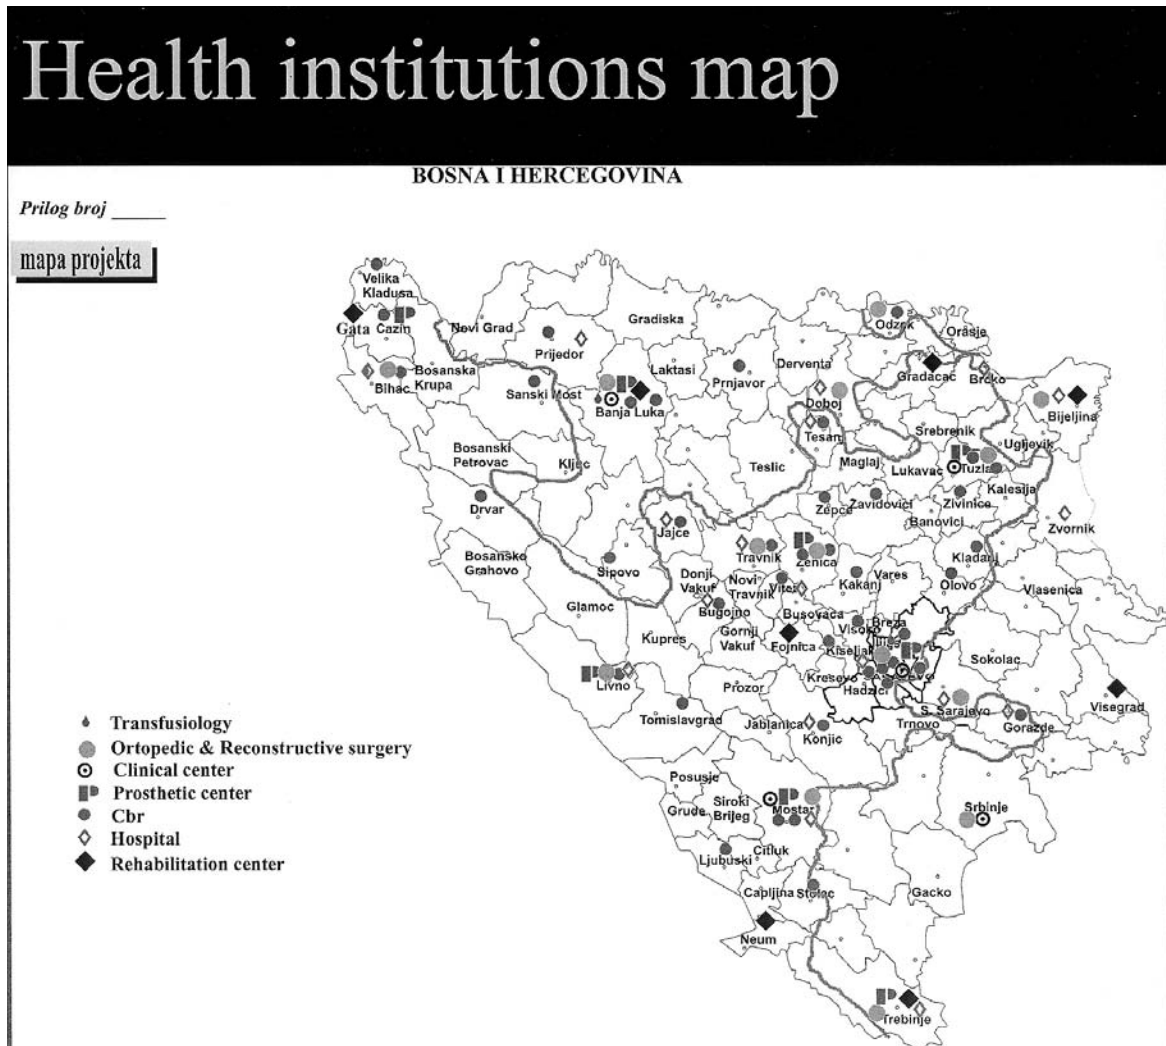 Health institutions map
BOSNA I HERCEGOVINA
Prilog broj ______
mapa projekta
Velika
Kladusa
Gata
Cazin
Novi Grad
Gradiska
Odzak
Orasje
Prijedor
Laktasi
Prnjavor
Derventa
Gradacac
Brcko
Bihac
Bosanska
Krupa
Sanski Most
Banja Luka
Doboj
Bijeljina
Tesanj
Srebrenik
Ugljevik
Bosanski
Petrovac
Kljec
Teslic
Maglaj
Lukavac
Tuzla
Drvar
Zepce
Zavidovici
Zivinice
Kalesija
Banovici
Zvornik
Jajce
Bosansko
Grahovo
Sipovo
Travnik
Zenica
Kladanj
Glamoc
Donji
Vakuf
Novi
Travnik
Vitez
Kakanj
Vares
Olovo
Vlasenica
Bugojno
Busovaca
Visoko
Breza
Kupres
Gornji
Vakuf
Fojnica
Kiseljak
Sokolac
Livno
Prozor
Kresevo
Hadzici
Visegrad
Tomislavgrad
Jablanica
Konjic
Trnovo
S. Sarajevo
Gorazde
Transfusiology
Ortopedic & Reconstructive surgery
Clinical center
Prosthetic center
Cbr
Hospital
Rehabilitation center
Posusje
Grude
Siroki
Brijeg
Mostar
Srbinje
Ljubuski
Citluk
Capljina
Stolac
Gacko
Neum
Trebinje